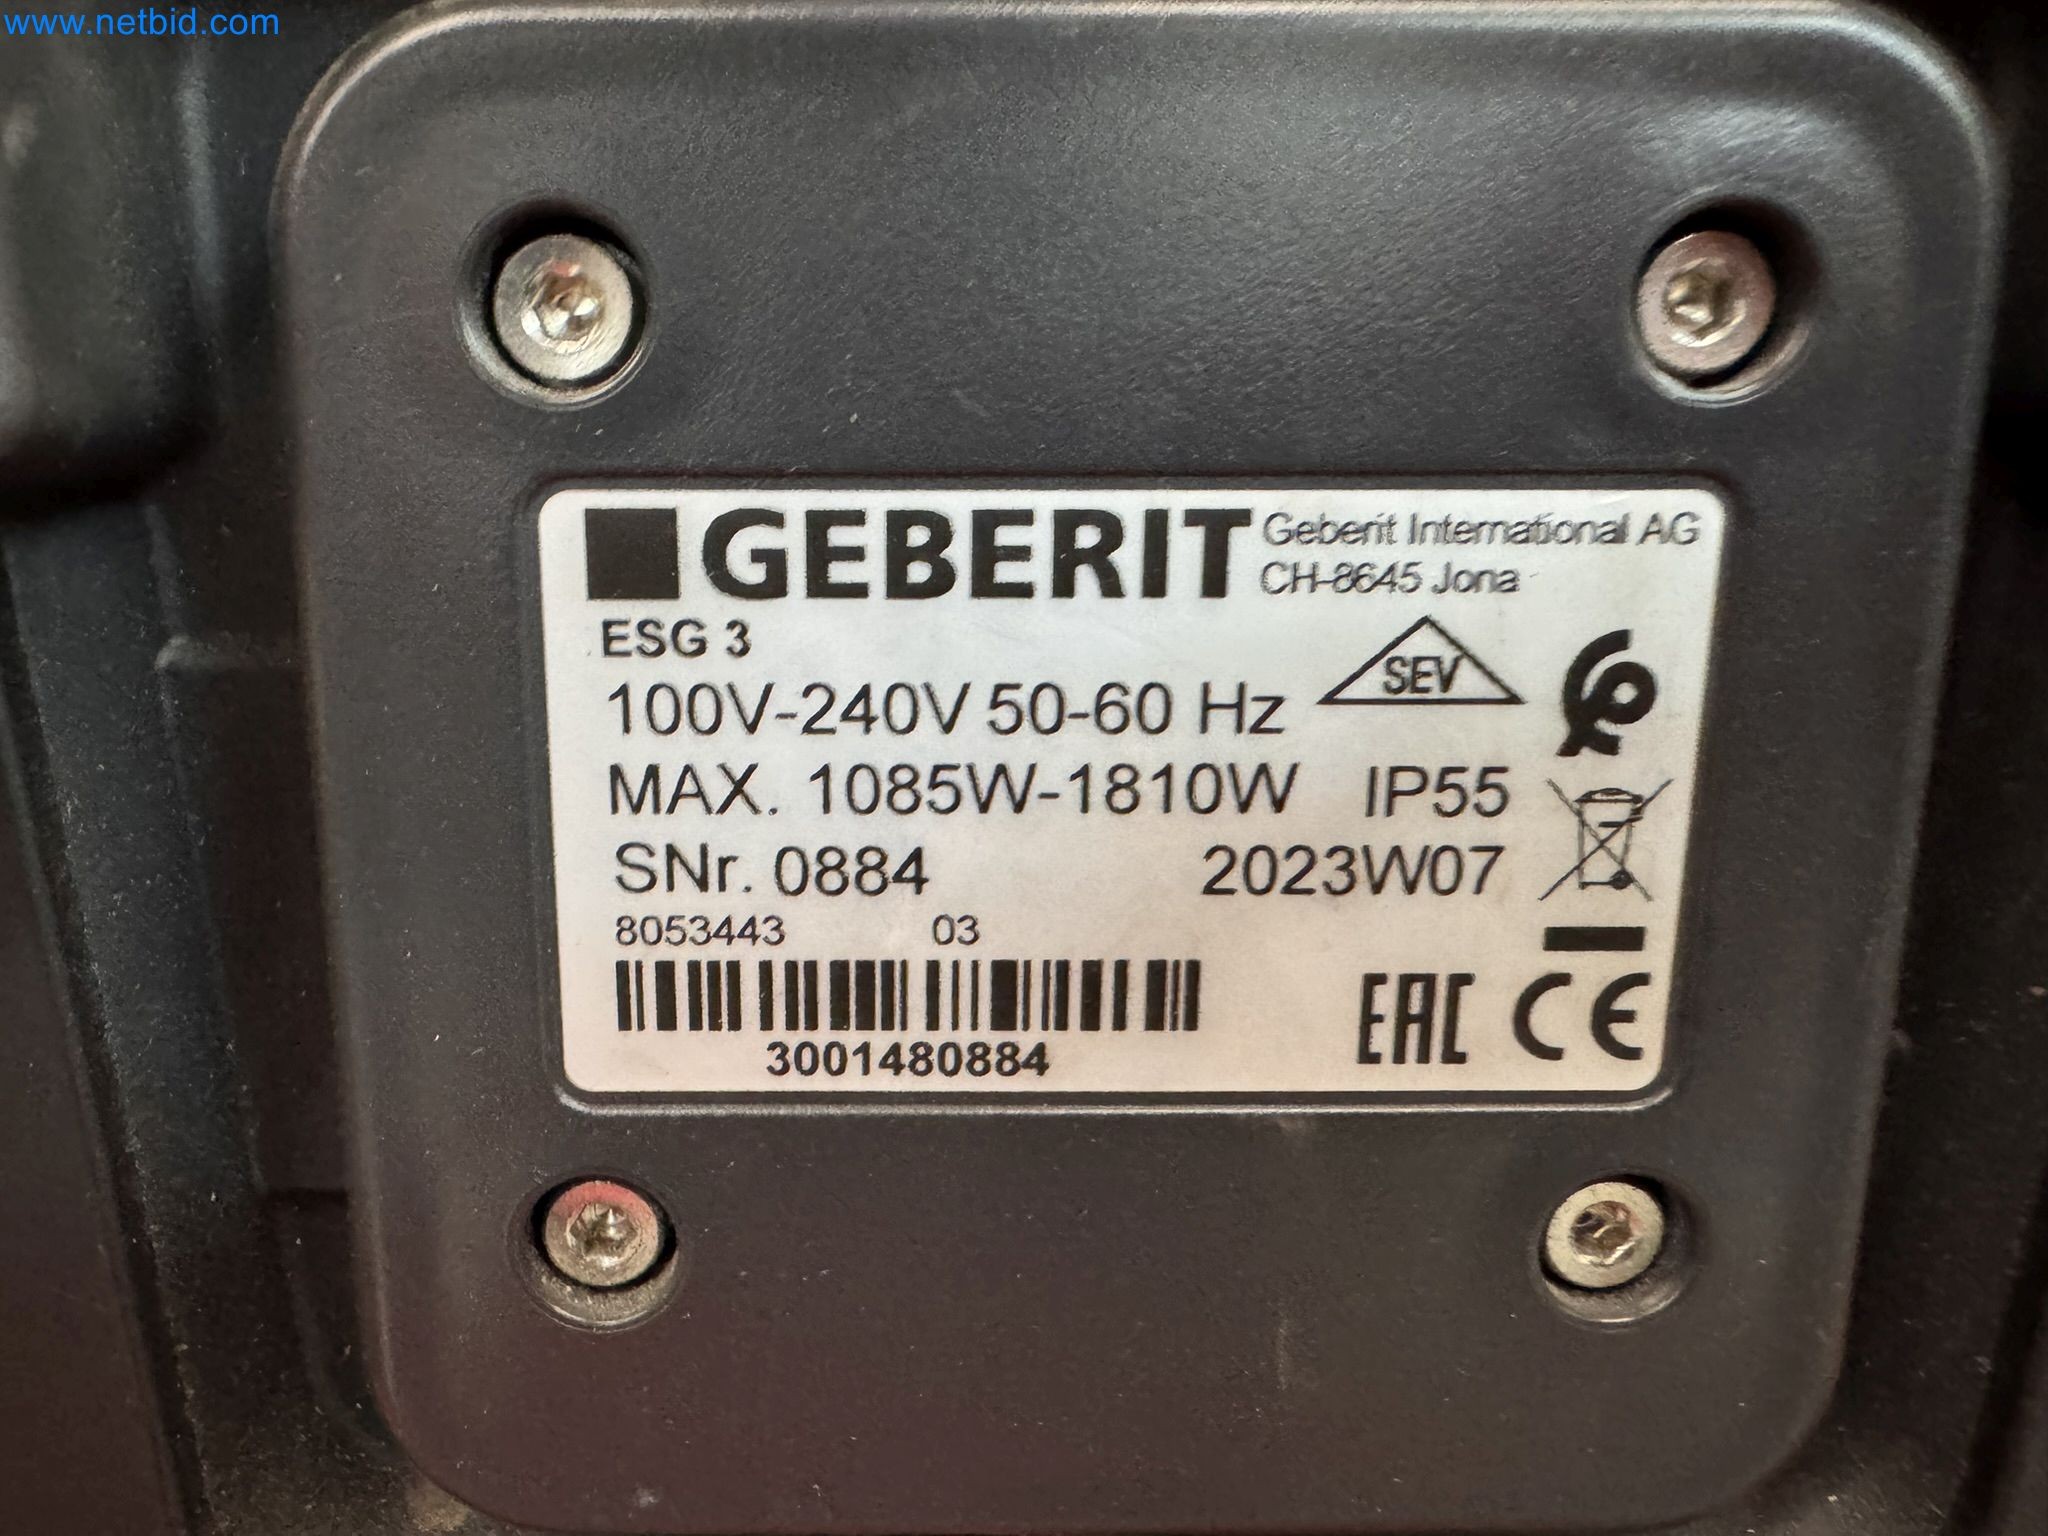 www.netbid.com
GEBERIT
Geberit International AG
CH-8645 Jona
ESG 3
SEV
100V-240V 50-60 Hz
MAX. 1085W-1810W IP55
SNr. 0884 2023W07
8053443 03
3001480884
EAC CE